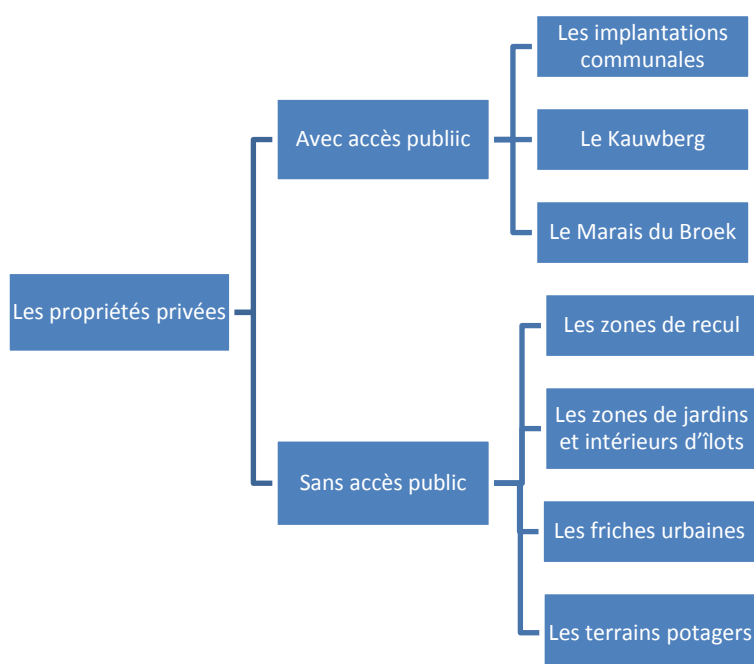 Les propriétés privées
Avec accès publiic
Les implantations
communales
Le Kauwberg
Le Marais du Broek
Sans accès public
Les zones de recul
Les zones de jardins
et intérieurs d’îlots
Les friches urbaines
Les terrains potagers